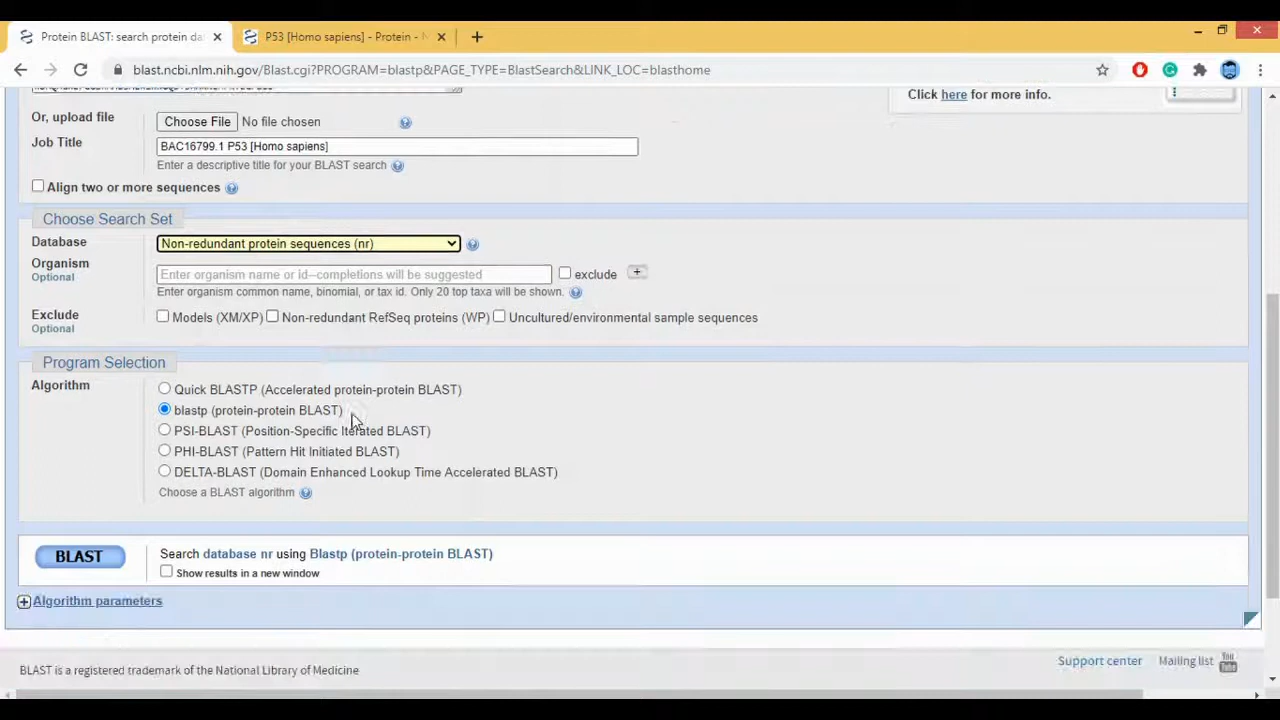 Protein BLAST: search protein da
P53 [Homo sapiens] - Protein - N
blast.ncbi.nlm.nih.gov/Blast.cgi?PROGRAM=blastp&PAGE_TYPE=BlastSearch&LINK_LOC=blasthome
Click here for more info.
Or, upload file Choose File No file chosen
Job Title BAC16799.1 P53 [Homo sapiens]
Enter a descriptive title for your BLAST search
Align two or more sequences
Choose Search Set
Database Non-redundant protein sequences (nr)
Organism
Optional
Enter organism name or id--completions will be suggested exclude +
Enter organism common name, binomial, or tax id. Only 20 top taxa will be shown.
Exclude
Optional
Models (XM/XP) Non-redundant RefSeq proteins (WP) Uncultured/environmental sample sequences
Program Selection
Algorithm
Quick BLASTP (Accelerated protein-protein BLAST)
blastp (protein-protein BLAST)
PSI-BLAST (Position-Specific Iterated BLAST)
PHI-BLAST (Pattern Hit Initiated BLAST)
DELTA-BLAST (Domain Enhanced Lookup Time Accelerated BLAST)
Choose a BLAST algorithm
BLAST Search database nr using Blastp (protein-protein BLAST)
Show results in a new window
Algorithm parameters
BLAST is a registered trademark of the National Library of Medicine
Support center Mailing list You